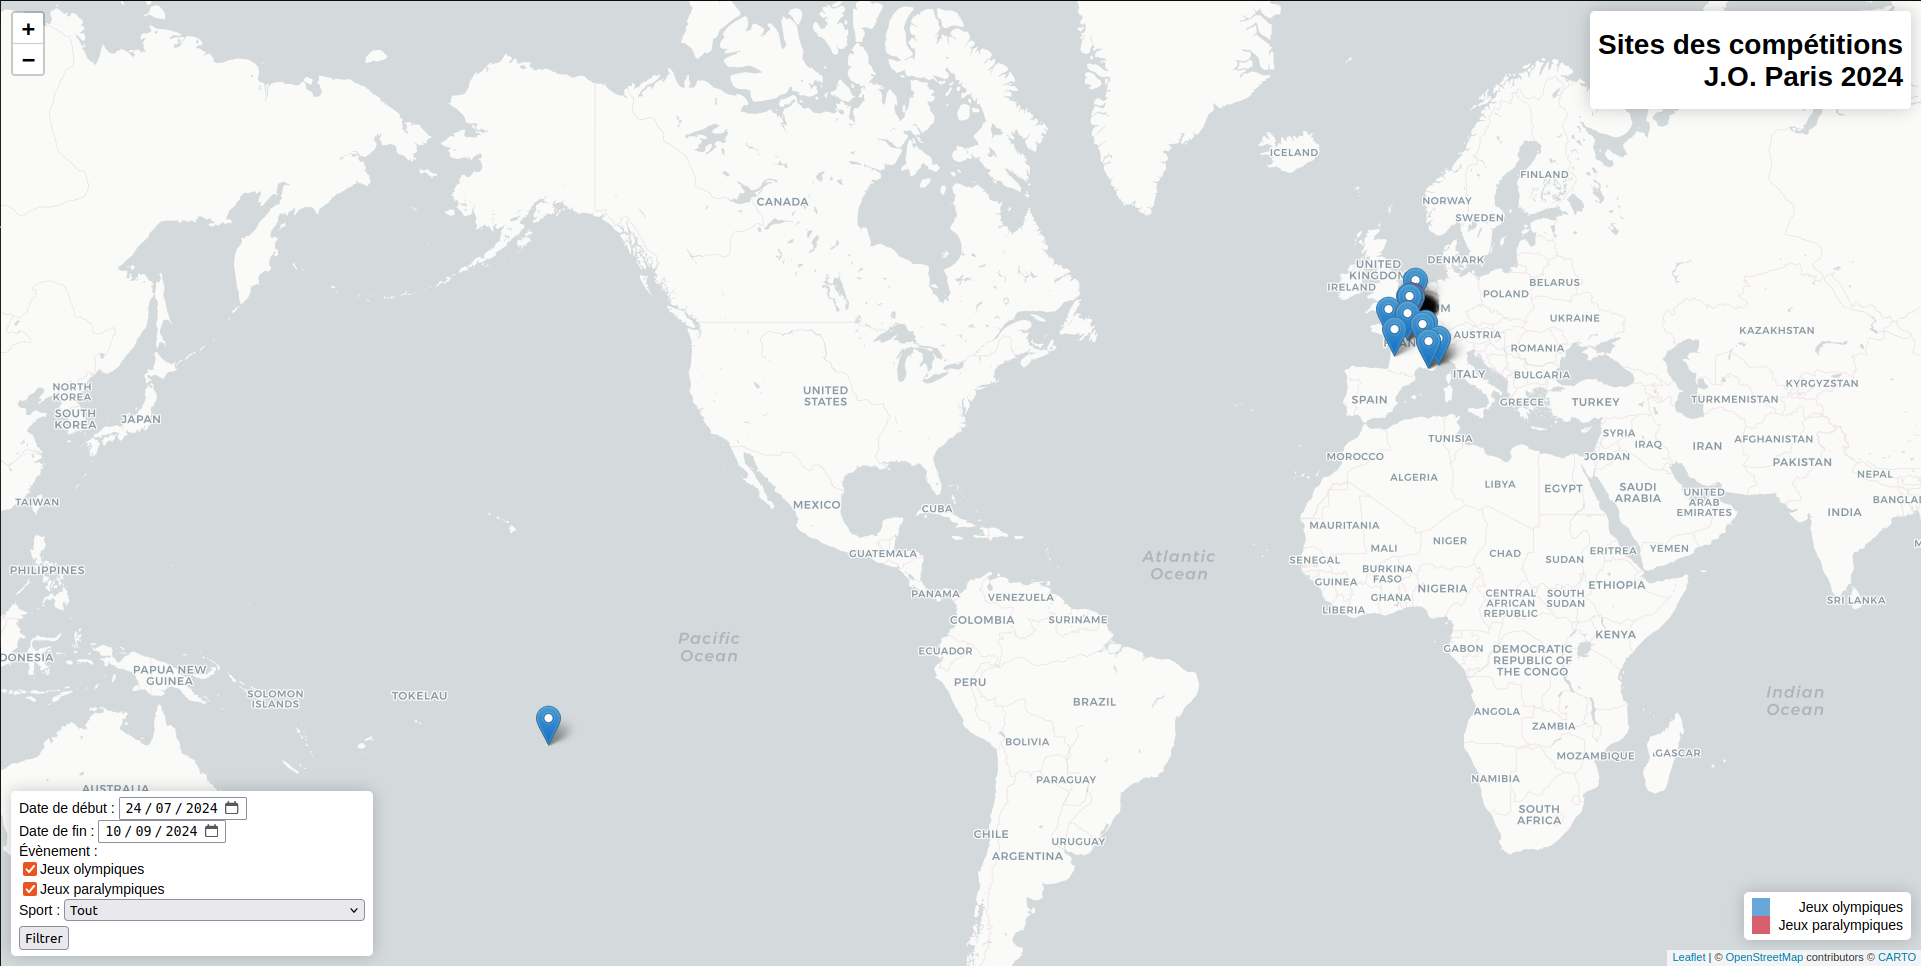 +
−
Sites des compétitions
J.O. Paris 2024
ICELAND
FINLAND
CANADA
NORWAY
SWEDEN
DENMARK
UNITED
KINGDOM
IRELAND
BELARUS
POLAND
UKRAINE
KAZAKHSTAN
AUSTRIA
ROMANIA
ITALY
BULGARIA
KYRGYZSTAN
NORTH
KOREA
SOUTH
KOREA
JAPAN
UNITED
STATES
SPAIN
GREECE
TURKEY
TURKMENISTAN
TUNISIA
SYRIA
IRAQ
IRAN
AFGHANISTAN
MOROCCO
JORDAN
PAKISTAN
ALGERIA
LIBYA
EGYPT
SAUDI
ARABIA
UNITED
ARAB
EMIRATES
NEPAL
BANGLA
INDIA
TAIWAN
MEXICO
CUBA
MAURITANIA
GUATEMALA
Atlantic
Ocean
MALI
NIGER
CHAD
SUDAN
ERITREA
YEMEN
SENEGAL
PHILIPPINES
BURKINA
FASO
GUINEA
NIGERIA
ETHIOPIA
GHANA
CENTRAL
AFRICAN
REPUBLIC
SOUTH
SUDAN
SRI LANKA
LIBERIA
PANAMA
VENEZUELA
COLOMBIA
SURINAME
KENYA
Pacific
Ocean
ECUADOR
GABON
DEMOCRATIC
REPUBLIC OF
THE CONGO
DONESIA
PAPUA NEW
GUINEA
SOLOMON
ISLANDS
TOKELAU
PERU
BRAZIL
Indian
Ocean
ANGOLA
ZAMBIA
BOLIVIA
MOZAMBIQUE
GASCAR
PARAGUAY
NAMIBIA
AUSTRALIA
SOUTH
AFRICA
CHILE
URUGUAY
ARGENTINA
Date de début : 24/07/2024
Date de fin : 10/09/2024
Évènement :
Jeux olympiques
Jeux paralympiques
Sport : Tout
Filtrer
Jeux olympiques
Jeux paralympiques
Leaflet | © OpenStreetMap contributors © CARTO